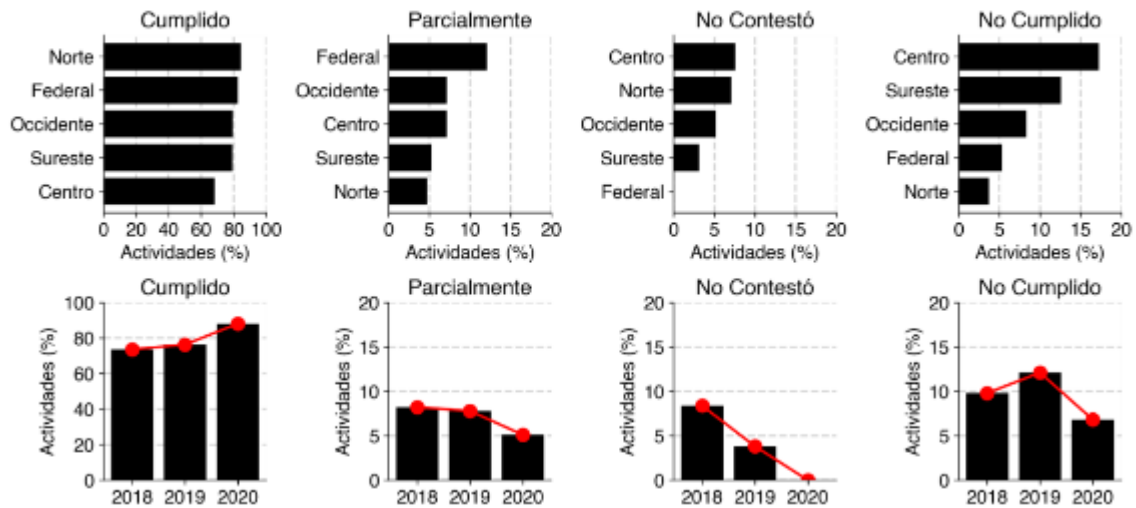 Cumplido
Norte
Federal
Occidente
Sureste
Centro
0 20 40 60 80 100
Actividades (%)
Parcialmente
Federal
Occidente
Centro
Sureste
Norte
0 5 10 15 20
Actividades (%)
No Contestó
Centro
Norte
Occidente
Sureste
Federal
0 5 10 15 20
Actividades (%)
No Cumplido
Centro
Sureste
Occidente
Federal
Norte
0 5 10 15 20
Actividades (%)
Cumplido
Actividades (%)
100
80
60
40
20
0
2018 2019 2020
Parcialmente
Actividades (%)
20
15
10
5
0
2018 2019 2020
No Contestó
Actividades (%)
20
15
10
5
0
2018 2019 2020
No Cumplido
Actividades (%)
20
15
10
5
0
2018 2019 2020